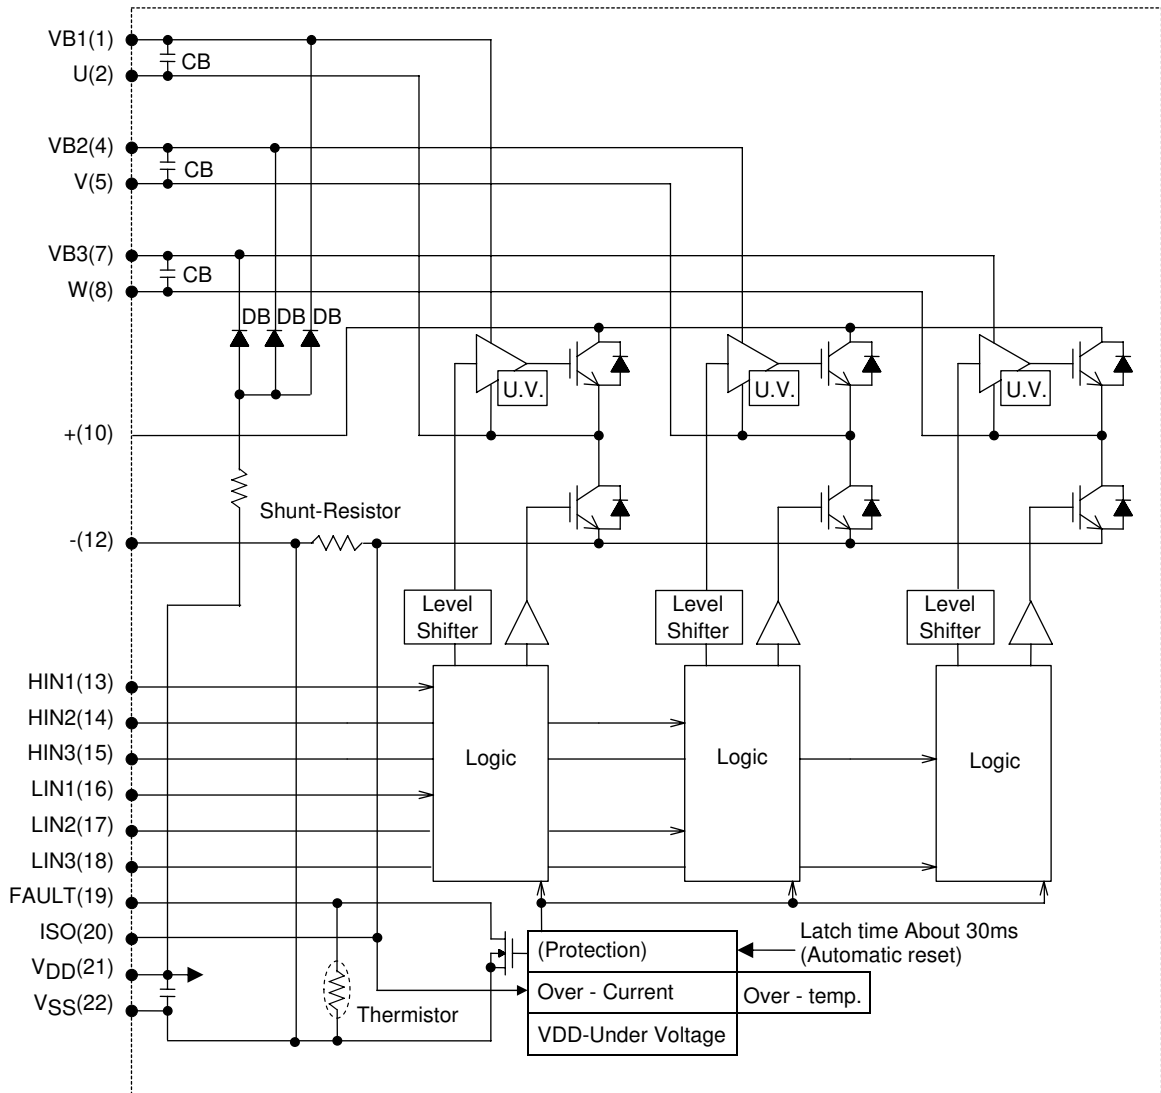 VB1(1)
CB
U(2)
VB2(4)
CB
V(5)
VB3(7)
CB
W(8)
DB DB DB
U.V.
U.V.
U.V.
+(10)
Shunt-Resistor
-(12)
Level
Shifter
Level
Shifter
Level
Shifter
HIN1(13)
HIN2(14)
HIN3(15)
LIN1(16)
LIN2(17)
LIN3(18)
Logic
Logic
Logic
FAULT(19)
ISO(20)
VDD(21)
VSS(22)
Thermistor
(Protection)
Over - Current
Over - temp.
VDD-Under Voltage
Latch time About 30ms
(Automatic reset)